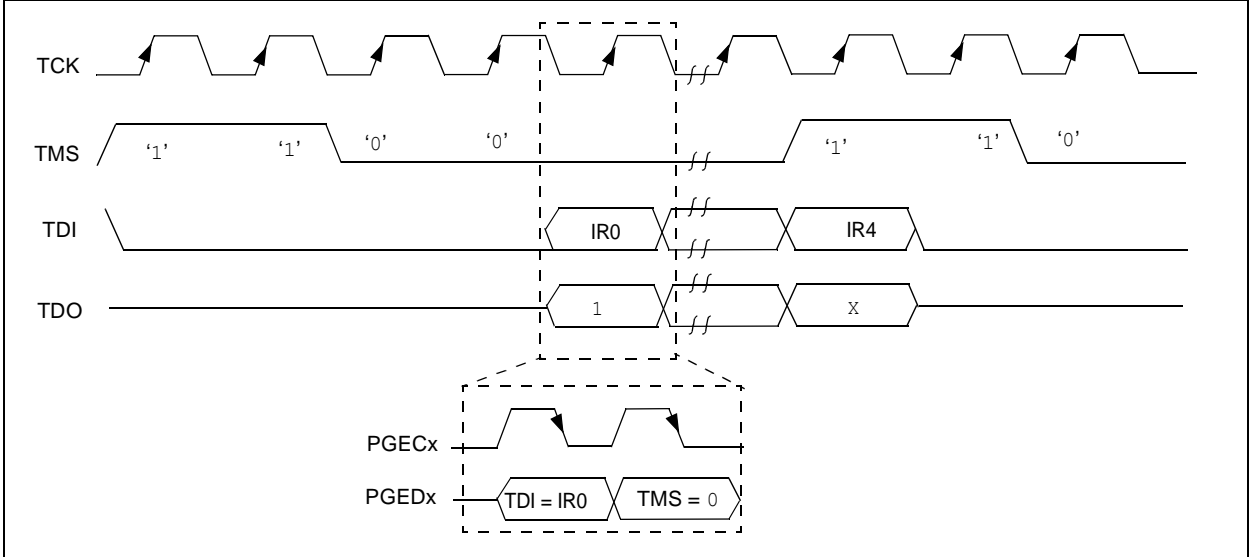 TCK
TMS ‘1’ ‘1’ ‘0’ ‘0’ ‘1’ ‘1’ ‘0’
TDI IR0 IR4
TDO 1 X
PGECx
PGEDx TDI = IR0 TMS = 0